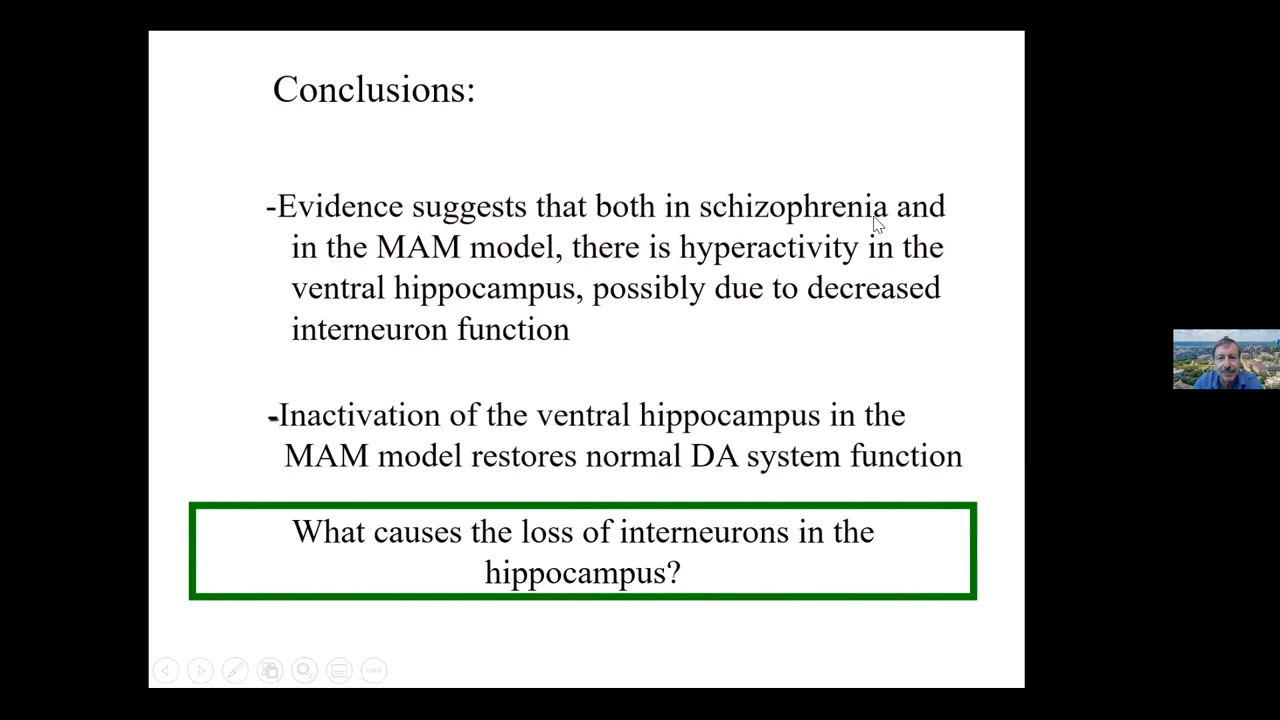 Conclusions:
-Evidence suggests that both in schizophrenia and
in the MAM model, there is hyperactivity in the
ventral hippocampus, possibly due to decreased
interneuron function
-Inactivation of the ventral hippocampus in the
MAM model restores normal DA system function
What causes the loss of interneurons in the
hippocampus?